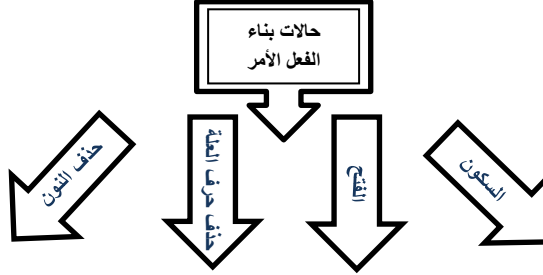 حالات بناء
الفعل الأمر
السكون
الفتح
حذف حرف العلة
حذف النون